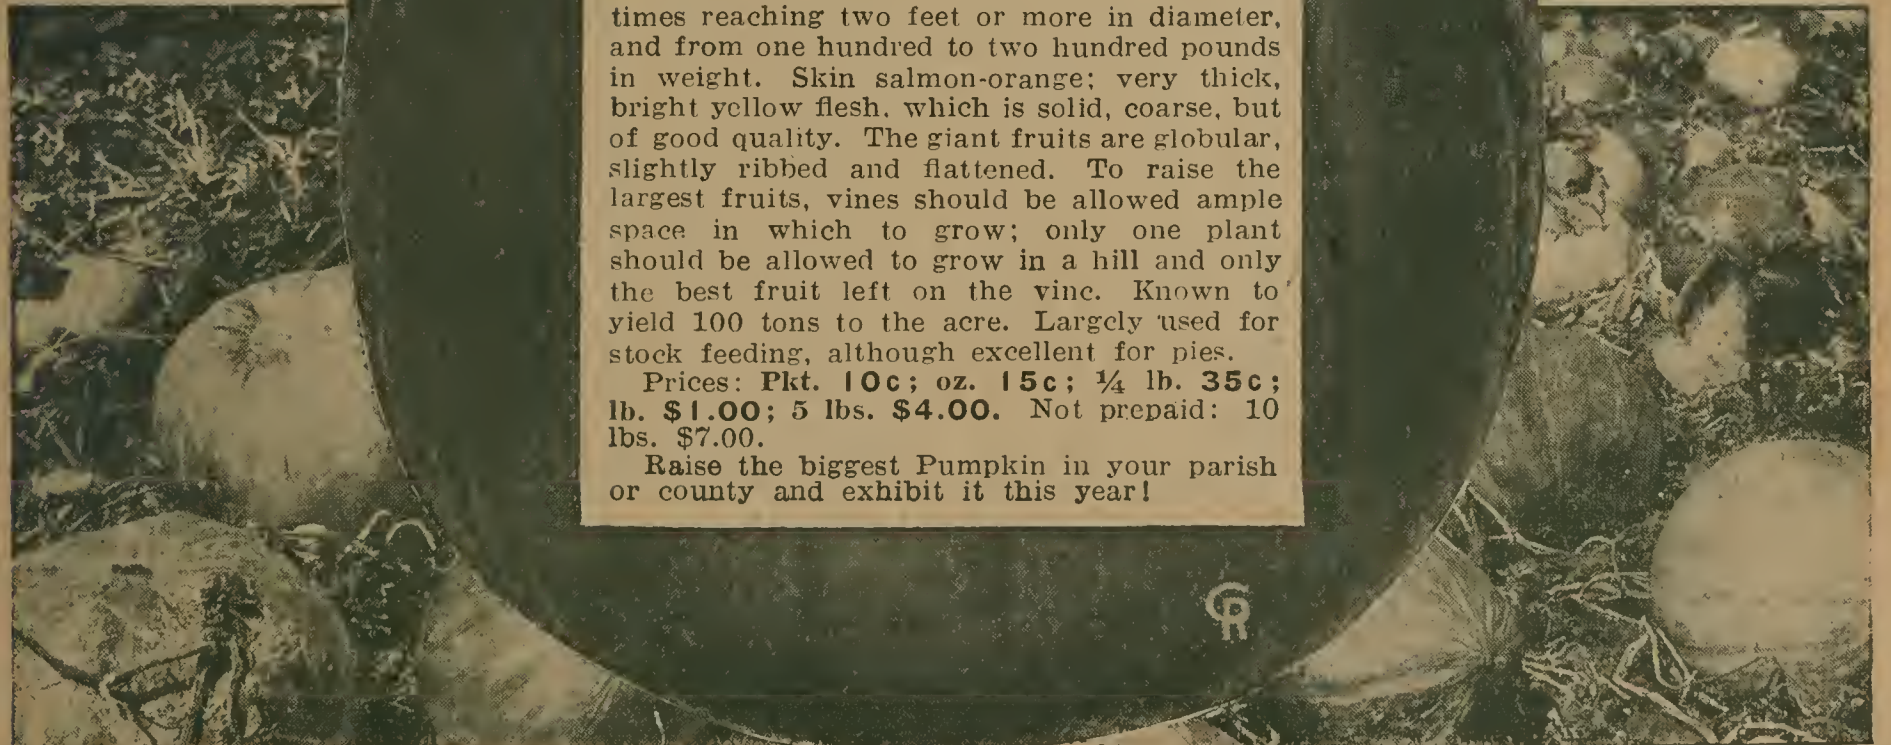 times reaching two feet or more in diameter,
and from one hundred to two hundred pounds
in weight. Skin salmon-orange; very thick,
bright yellow flesh, which is solid, coarse, but
of good quality. The giant fruits are globular,
slightly ribbed and flattened. To raise the
largest fruits, vines should be allowed ample
space in which to grow; only one plant
should be allowed to grow in a hill and only
the best fruit left on the vine. Known to
yield 100 tons to the acre. Largely used for
stock feeding, although excellent for pies.
Prices: Pkt. 10c; oz. 15c; ¼ lb. 35c;
lb. $1.00; 5 lbs. $4.00. Not prepaid: 10
lbs. $7.00.
Raise the biggest Pumpkin in your parish
or county and exhibit it this year!
CR